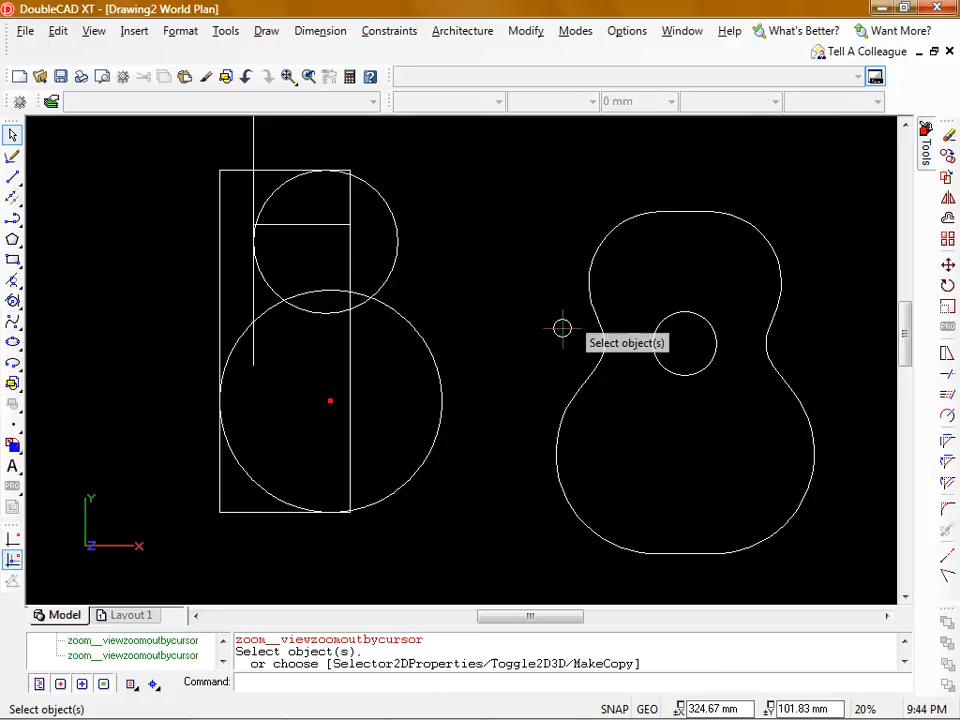 DoubleCAD XT - [Drawing2 World Plan]
File Edit View Insert Format Tools Draw Dimension Constraints Architecture Modify Modes Options Window Help What's Better? Want More?
Tell A Colleague
0 mm
Tools
Select object(s)
Y
Z X
PRO
PRO
Model Layout 1
zoom__viewzoomoutbycursor
zoom__viewzoomoutbycursor
zoom__viewzoomoutbycursor
Select object(s),
or choose [Selector2DProperties/Toggle2D3D/MakeCopy]
Command:
Select object(s) SNAP GEO X 324.67 mm Y 101.83 mm 20% 9:44 PM